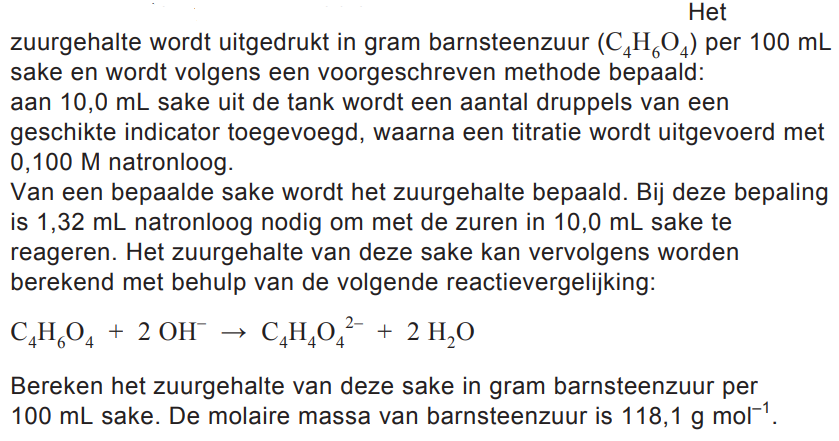 Het
zuurgehalte wordt uitgedrukt in gram barnsteenzuur (C₄H₆O₄) per 100 mL
sake en wordt volgens een voorgeschreven methode bepaald:
aan 10,0 mL sake uit de tank wordt een aantal druppels van een
geschikte indicator toegevoegd, waarna een titratie wordt uitgevoerd met
0,100 M natronloog.
Van een bepaalde sake wordt het zuurgehalte bepaald. Bij deze bepaling
is 1,32 mL natronloog nodig om met de zuren in 10,0 mL sake te
reageren. Het zuurgehalte van deze sake kan vervolgens worden
berekend met behulp van de volgende reactievergelijking:
C₄H₆O₄ + 2 OH⁻ → C₄H₄O₄²⁻ + 2 H₂O
Bereken het zuurgehalte van deze sake in gram barnsteenzuur per
100 mL sake. De molaire massa van barnsteenzuur is 118,1 g mol⁻¹.